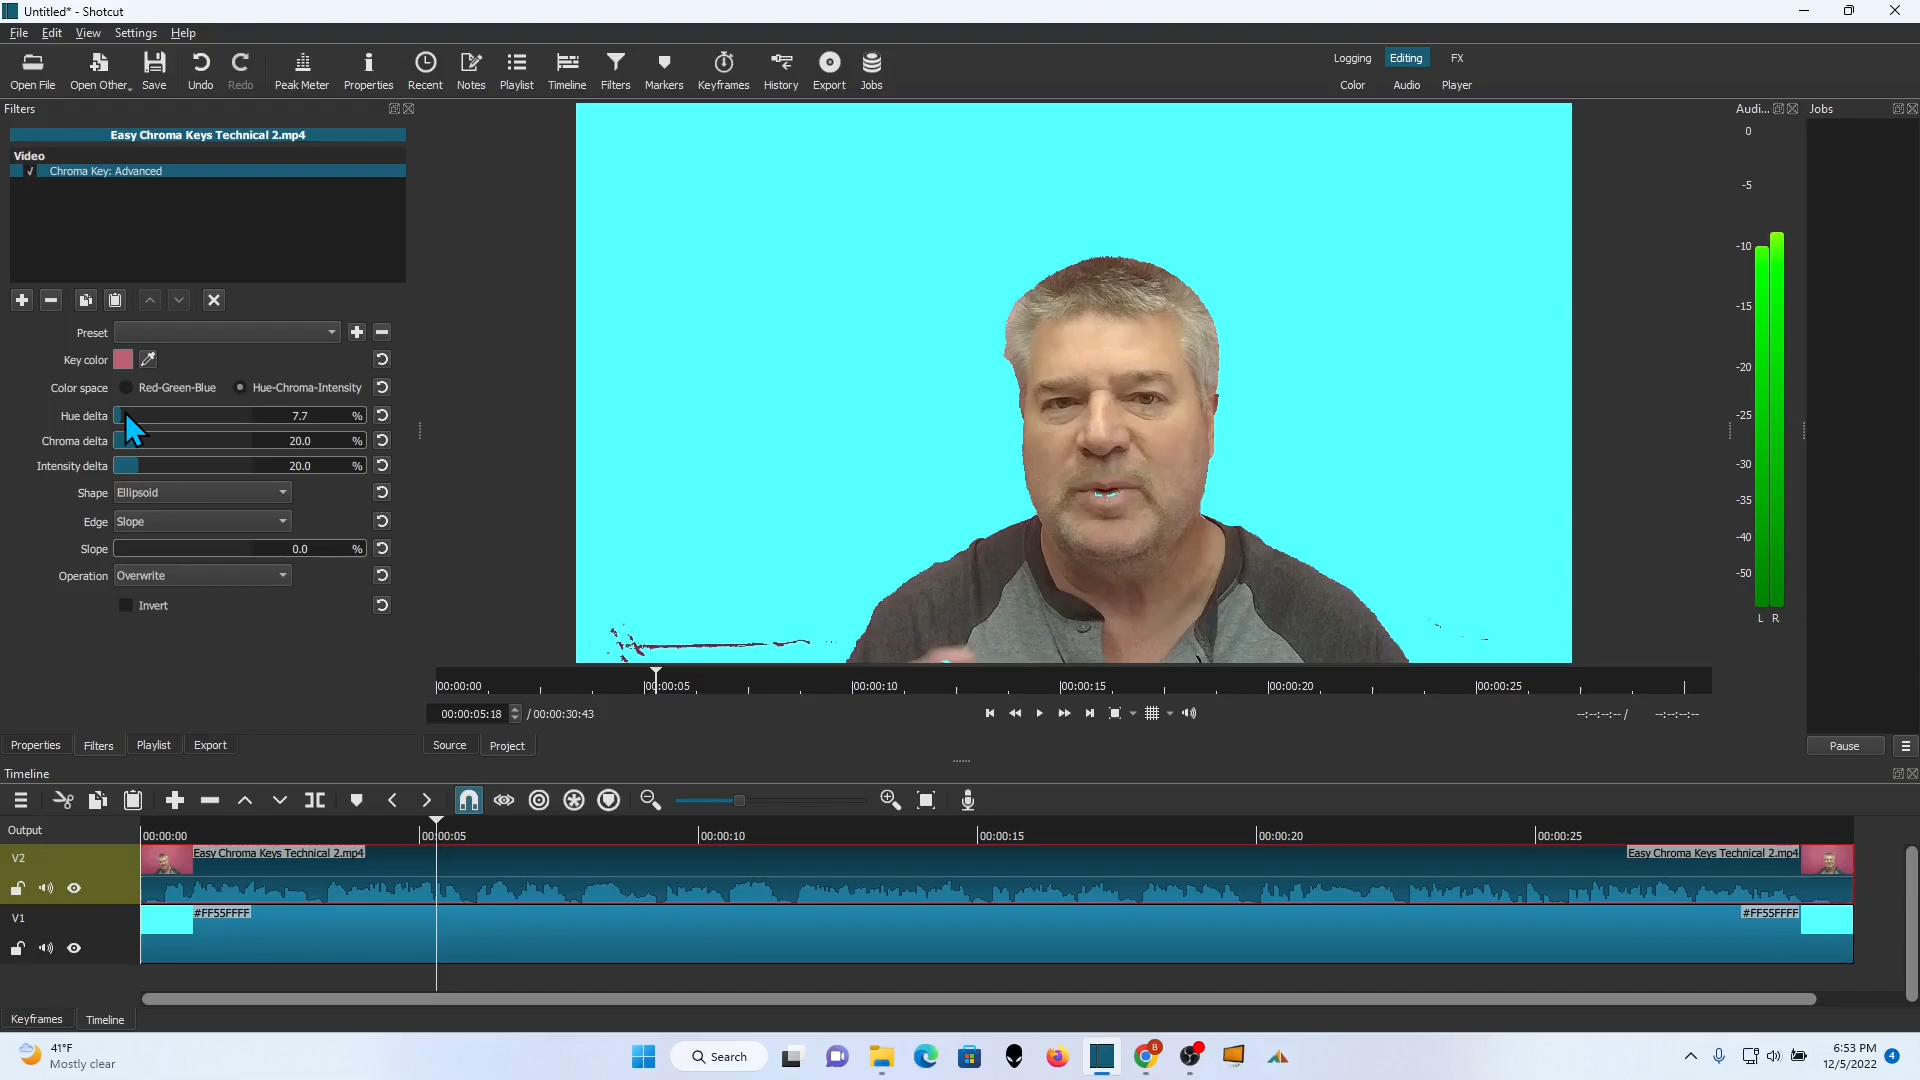 Untitled* - Shotcut
File Edit View Settings Help
Open File Open Other... Save Undo Redo Peak Meter Properties Recent Notes Playlist Timeline Filters Markers Keyframes History Export Jobs
Logging Editing FX
Color Audio Player
Filters
Easy Chroma Keys Technical 2.mp4
Video
✓ Chroma Key: Advanced
Preset
Key color
Color space Red-Green-Blue Hue-Chroma-Intensity
Hue delta 7.7 %
Chroma delta 20.0 %
Intensity delta 20.0 %
Shape Ellipsoid
Edge Slope
Slope 0.0 %
Operation Overwrite
Invert
Properties Filters Playlist Export
00:00:00 00:00:05 00:00:10 00:00:15 00:00:20 00:00:25
00:00:05:18 / 00:00:30:43
--:--:--:-- / --:--:--:--
Source Project
Audi...
0
-5
-10
-15
-20
-25
-30
-35
-40
-50
L R
Jobs
Pause
Timeline
Output
00:00:00 00:00:05 00:00:10 00:00:15 00:00:20 00:00:25
V2
Easy Chroma Keys Technical 2.mp4 Easy Chroma Keys Technical 2.mp4
V1
#FF55FFFF #FF55FFFF
Keyframes Timeline
41°F
Mostly clear
Search
B
6:53 PM
12/5/2022
4